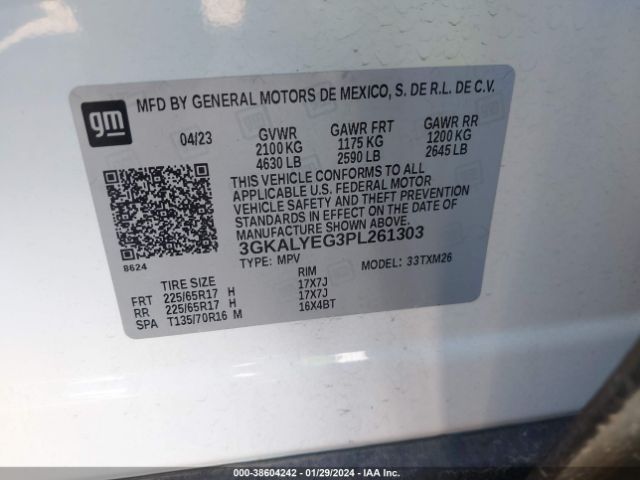 MFD BY GENERAL MOTORS DE MEXICO, S. DE R.L. DE C.V.
gm
04/23 GVWR GAWR FRT GAWR RR
2100 KG 1175 KG 1200 KG
4630 LB 2590 LB 2645 LB
THIS VEHICLE CONFORMS TO ALL
APPLICABLE U.S. FEDERAL MOTOR
VEHICLE SAFETY AND THEFT PREVENTION
STANDARDS IN EFFECT ON THE DATE OF
MANUFACTURE SHOWN ABOVE.
3GKALYEG3PL261303
8624
TYPE: MPV MODEL: 33TXM26
TIRE SIZE RIM
FRT 225/65R17 H 17X7J
RR 225/65R17 H 17X7J
SPA T135/70R16 M 16X4BT
000-38604242 / 01/29/2024 / IAA, Inc.